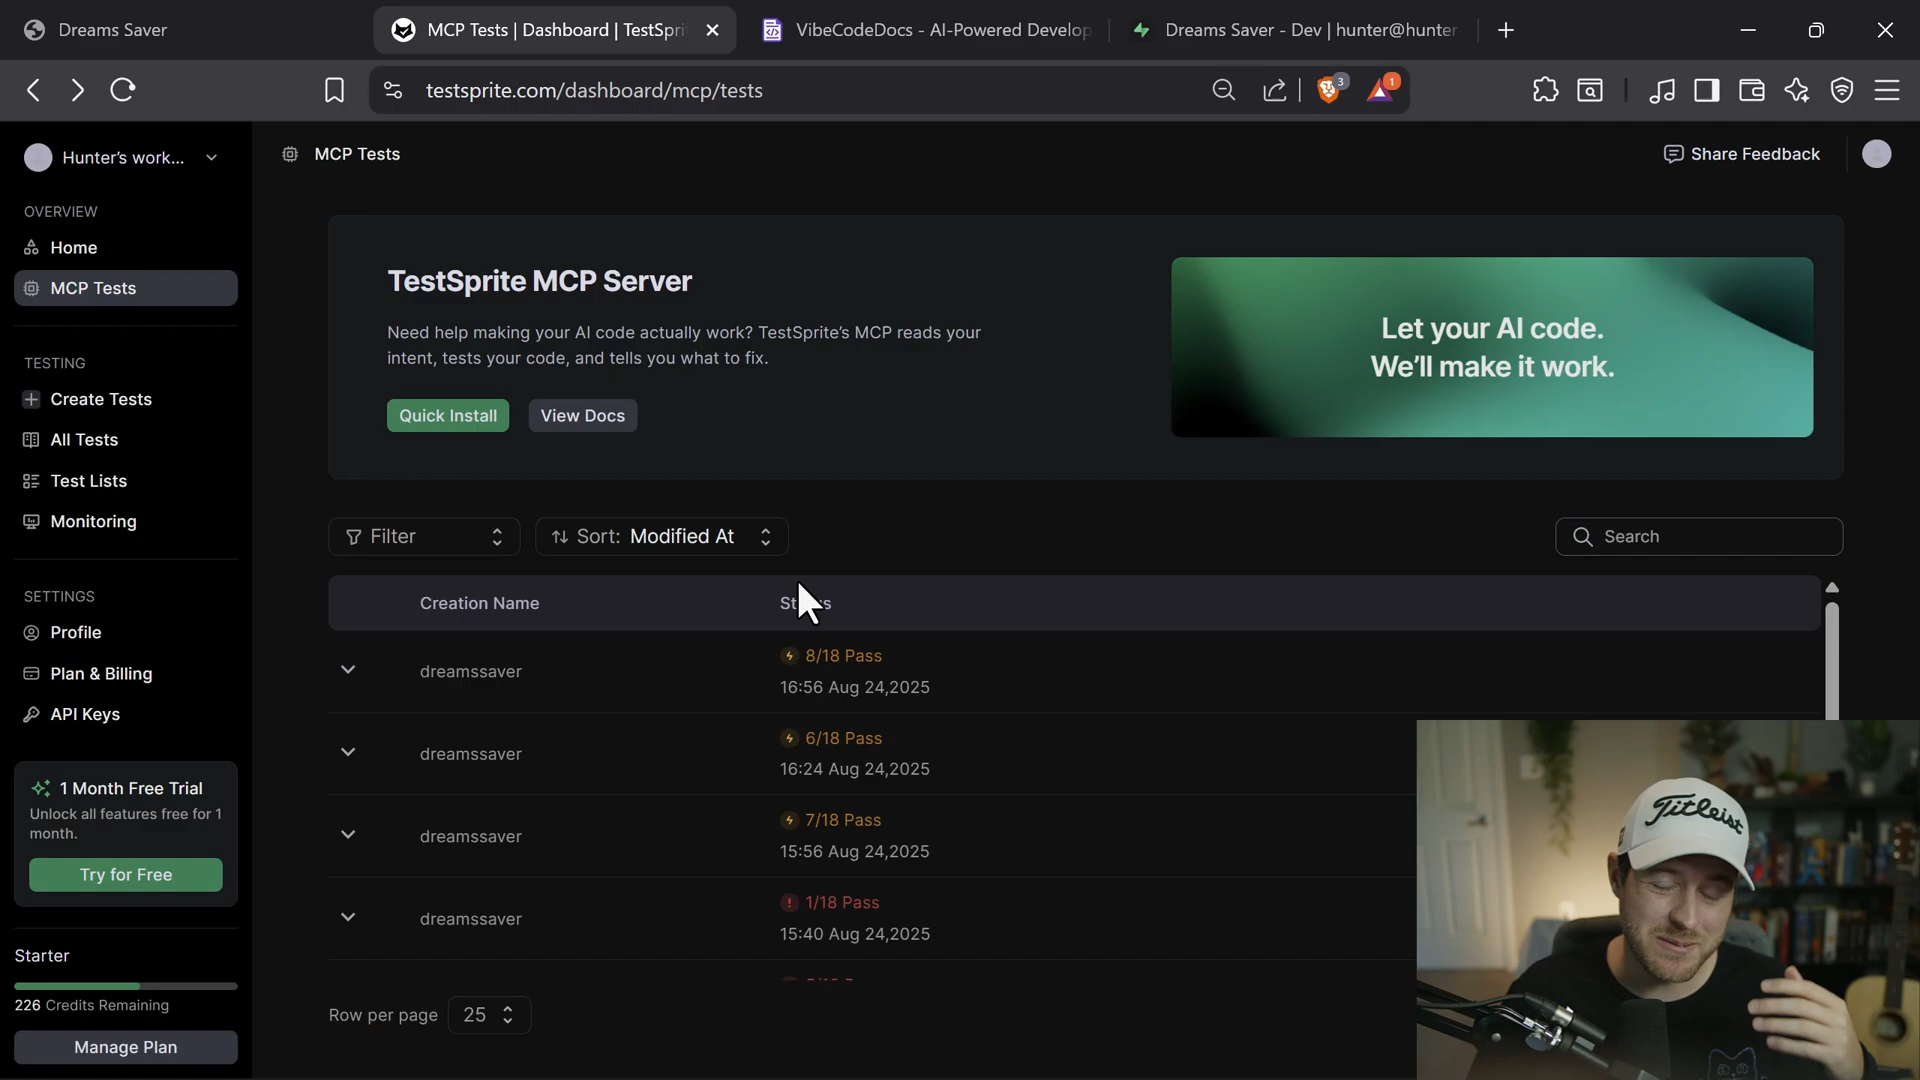 Dreams Saver
MCP Tests | Dashboard | TestSpri
VibeCodeDocs - AI-Powered Develop
Dreams Saver - Dev | hunter@hunter
testsprite.com/dashboard/mcp/tests
3
1
Hunter's work...
MCP Tests
Share Feedback
OVERVIEW
Home
MCP Tests
TESTING
Create Tests
All Tests
Test Lists
Monitoring
SETTINGS
Profile
Plan & Billing
API Keys
1 Month Free Trial
Unlock all features free for 1
month.
Try for Free
Starter
226 Credits Remaining
Manage Plan
TestSprite MCP Server
Need help making your AI code actually work? TestSprite's MCP reads your
intent, tests your code, and tells you what to fix.
Quick Install
View Docs
Let your AI code.
We'll make it work.
Filter
Sort: Modified At
Search
Creation Name
dreamssaver
8/18 Pass
16:56 Aug 24,2025
dreamssaver
6/18 Pass
16:24 Aug 24,2025
dreamssaver
7/18 Pass
15:56 Aug 24,2025
dreamssaver
1/18 Pass
15:40 Aug 24,2025
Row per page
25
Titleist